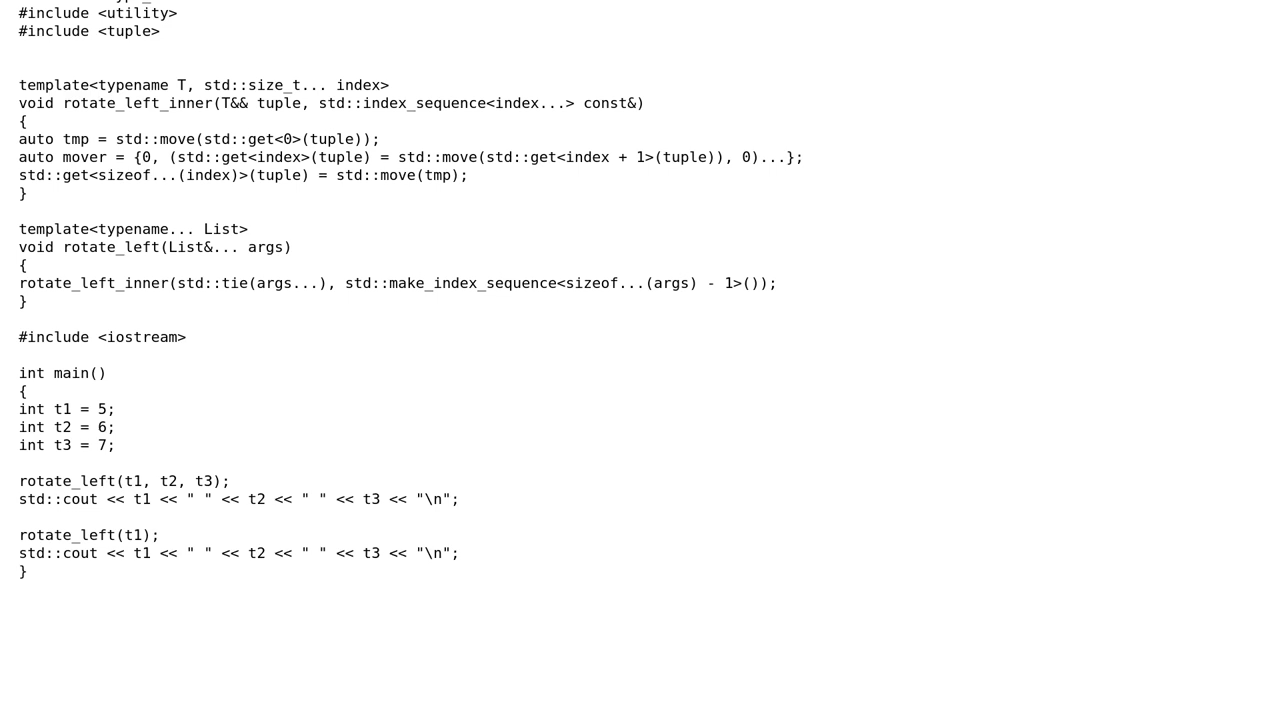 #include <utility>
#include <tuple>
template<typename T, std::size_t... index>
void rotate_left_inner(T&& tuple, std::index_sequence<index...> const&)
{
auto tmp = std::move(std::get<0>(tuple));
auto mover = {0, (std::get<index>(tuple) = std::move(std::get<index + 1>(tuple)), 0)...};
std::get<sizeof...(index)>(tuple) = std::move(tmp);
}
template<typename... List>
void rotate_left(List&... args)
{
rotate_left_inner(std::tie(args...), std::make_index_sequence<sizeof...(args) - 1>());
}
#include <iostream>
int main()
{
int t1 = 5;
int t2 = 6;
int t3 = 7;
rotate_left(t1, t2, t3);
std::cout << t1 << " " << t2 << " " << t3 << "\n";
rotate_left(t1);
std::cout << t1 << " " << t2 << " " << t3 << "\n";
}